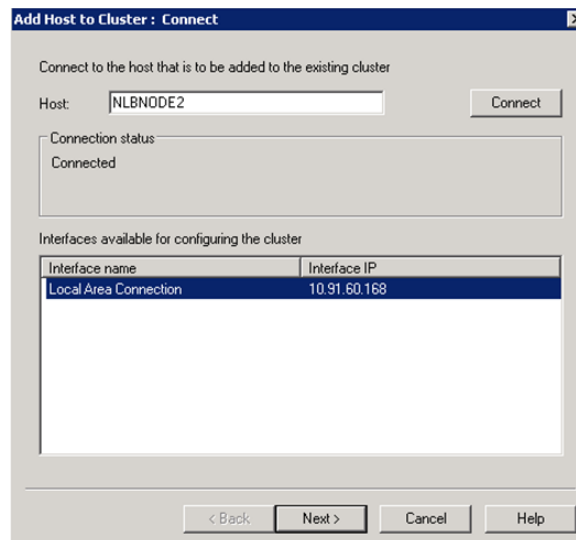 Add Host to Cluster : Connect
Connect to the host that is to be added to the existing cluster
Host: NLBNODE2 Connect
Connection status
Connected
Interfaces available for configuring the cluster
Interface name Interface IP
Local Area Connection 10.91.60.168
< Back Next > Cancel Help